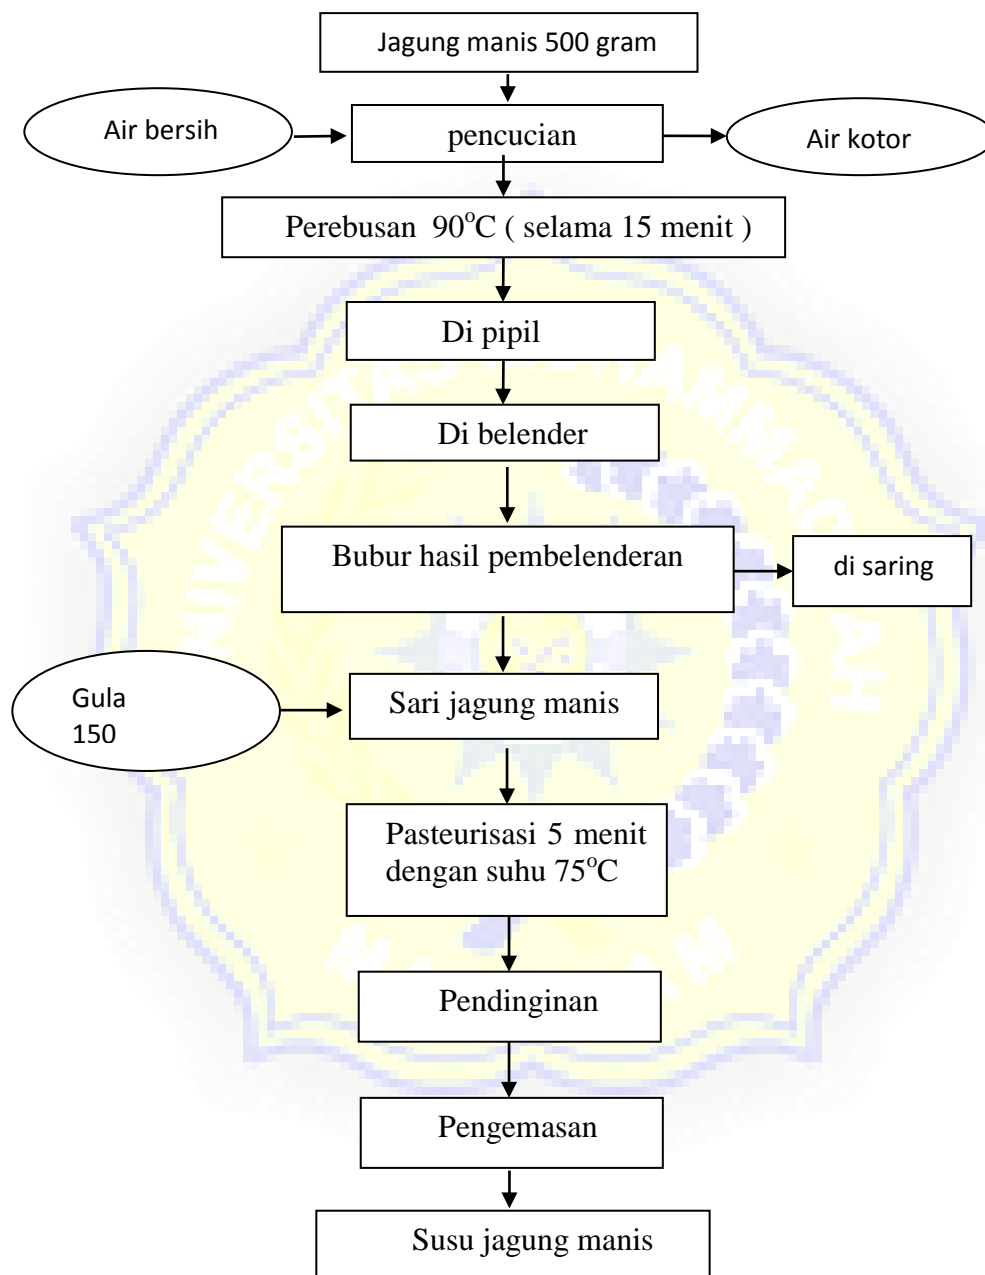 Jagung manis 500 gram
Air bersih
pencucian
Air kotor
Perebusan 90°C ( selama 15 menit )
Di pipil
Di belender
Bubur hasil pembelenderan
di saring
Gula
150
Sari jagung manis
Pasteurisasi 5 menit
dengan suhu 75°C
Pendinginan
Pengemasan
Susu jagung manis